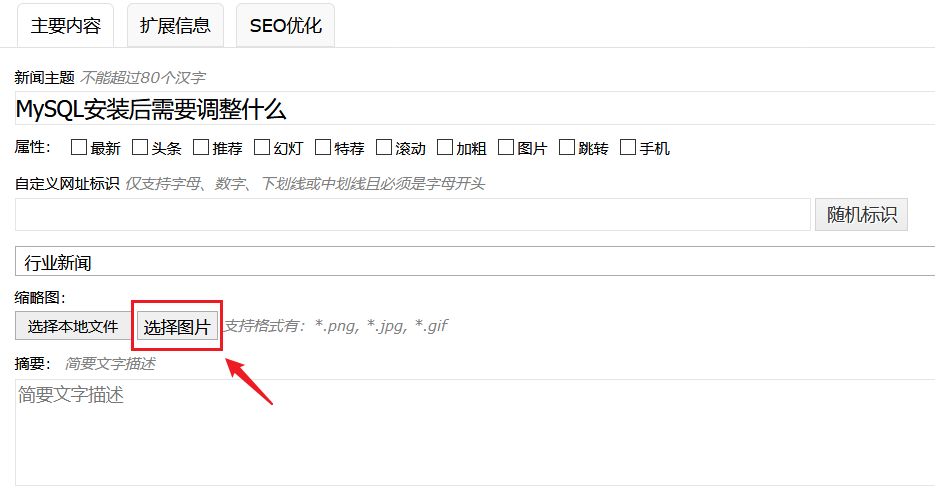 主要内容 扩展信息 SEO优化
新闻主题 不能超过80个汉字
MySQL安装后需要调整什么
属性： 最新 头条 推荐 幻灯 特荐 滚动 加粗 图片 跳转 手机
自定义网址标识 仅支持字母、数字、下划线或中划线且必须是字母开头
随机标识
行业新闻
缩略图：
选择本地文件 选择图片 支持格式有：*.png, *.jpg, *.gif
摘要： 简要文字描述
简要文字描述